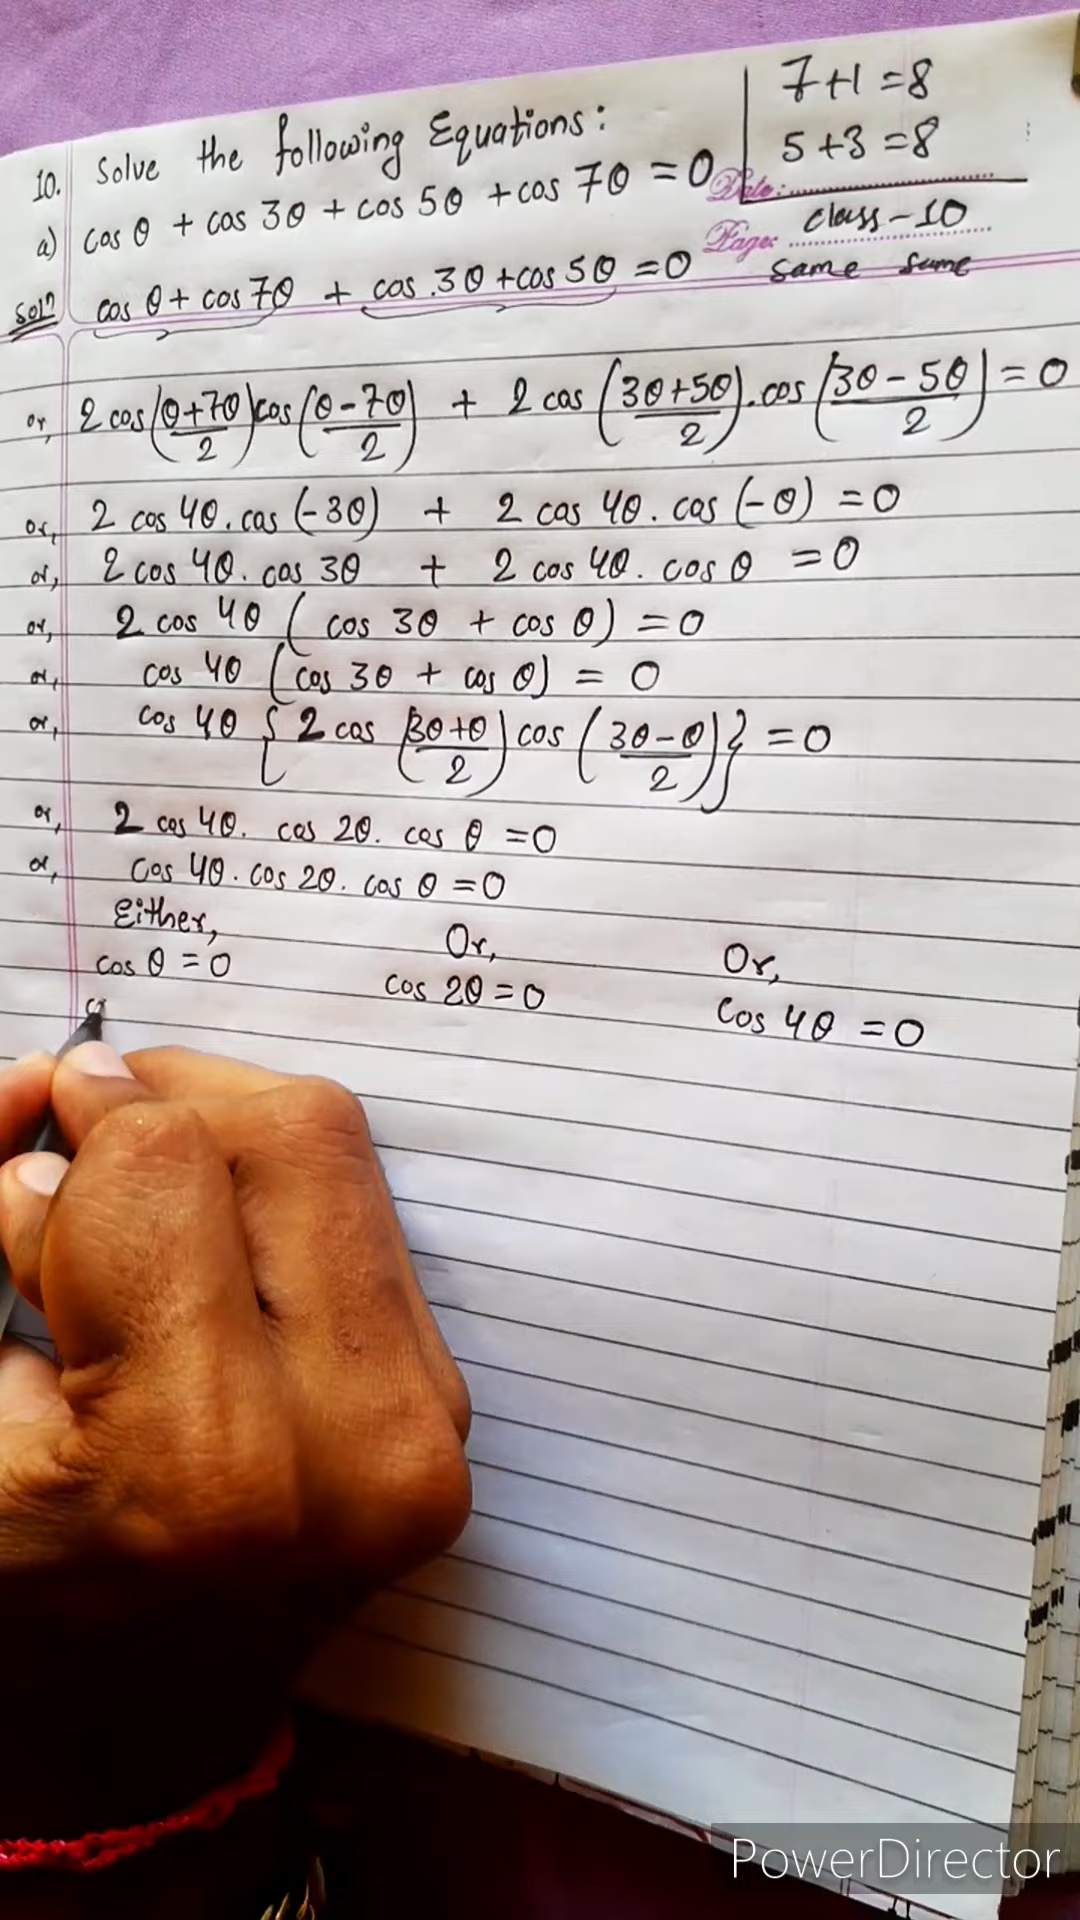 7+1=8
5+3=8
10. Solve the following Equations:
a) cos θ + cos 3θ + cos 5θ + cos 7θ = 0
Date:
class-10
Page:
same same
Solⁿ cos θ + cos 7θ + cos 3θ + cos 5θ = 0
or, 2 cos(θ+7θ/2) cos(θ-7θ/2) + 2 cos(3θ+5θ/2).cos(3θ-5θ/2) = 0
or, 2 cos 4θ.cos(-3θ) + 2 cos 4θ.cos(-θ) = 0
or, 2 cos 4θ.cos 3θ + 2 cos 4θ.cos θ = 0
or, 2 cos 4θ (cos 3θ + cos θ) = 0
or, cos 4θ (cos 3θ + cos θ) = 0
or, cos 4θ {2 cos (3θ+θ/2) cos (3θ-θ/2)} = 0
or, 2 cos 4θ. cos 2θ. cos θ = 0
or, cos 4θ. cos 2θ. cos θ = 0
Either, Or, Or,
cos θ = 0 cos 2θ = 0 cos 4θ = 0
PowerDirector